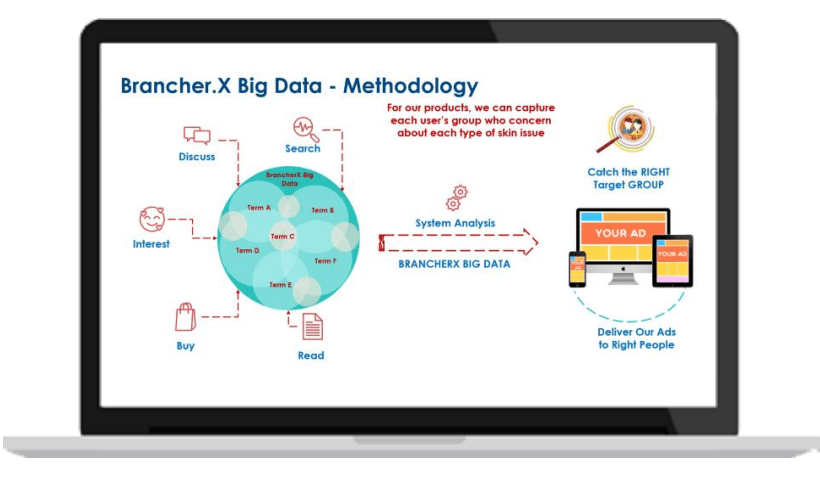 Brancher.X Big Data - Methodology
For our products, we can capture
each user's group who concern
about each type of skin issue
Discuss
Search
Interest
Buy
Read
BrancherX Big
Data
Term A
Term B
Term C
Term D
Term F
Term E
System Analysis
BRANCHERX BIG DATA
Catch the RIGHT
Target GROUP
YOUR AD
YOUR AD
Deliver Our Ads
to Right People